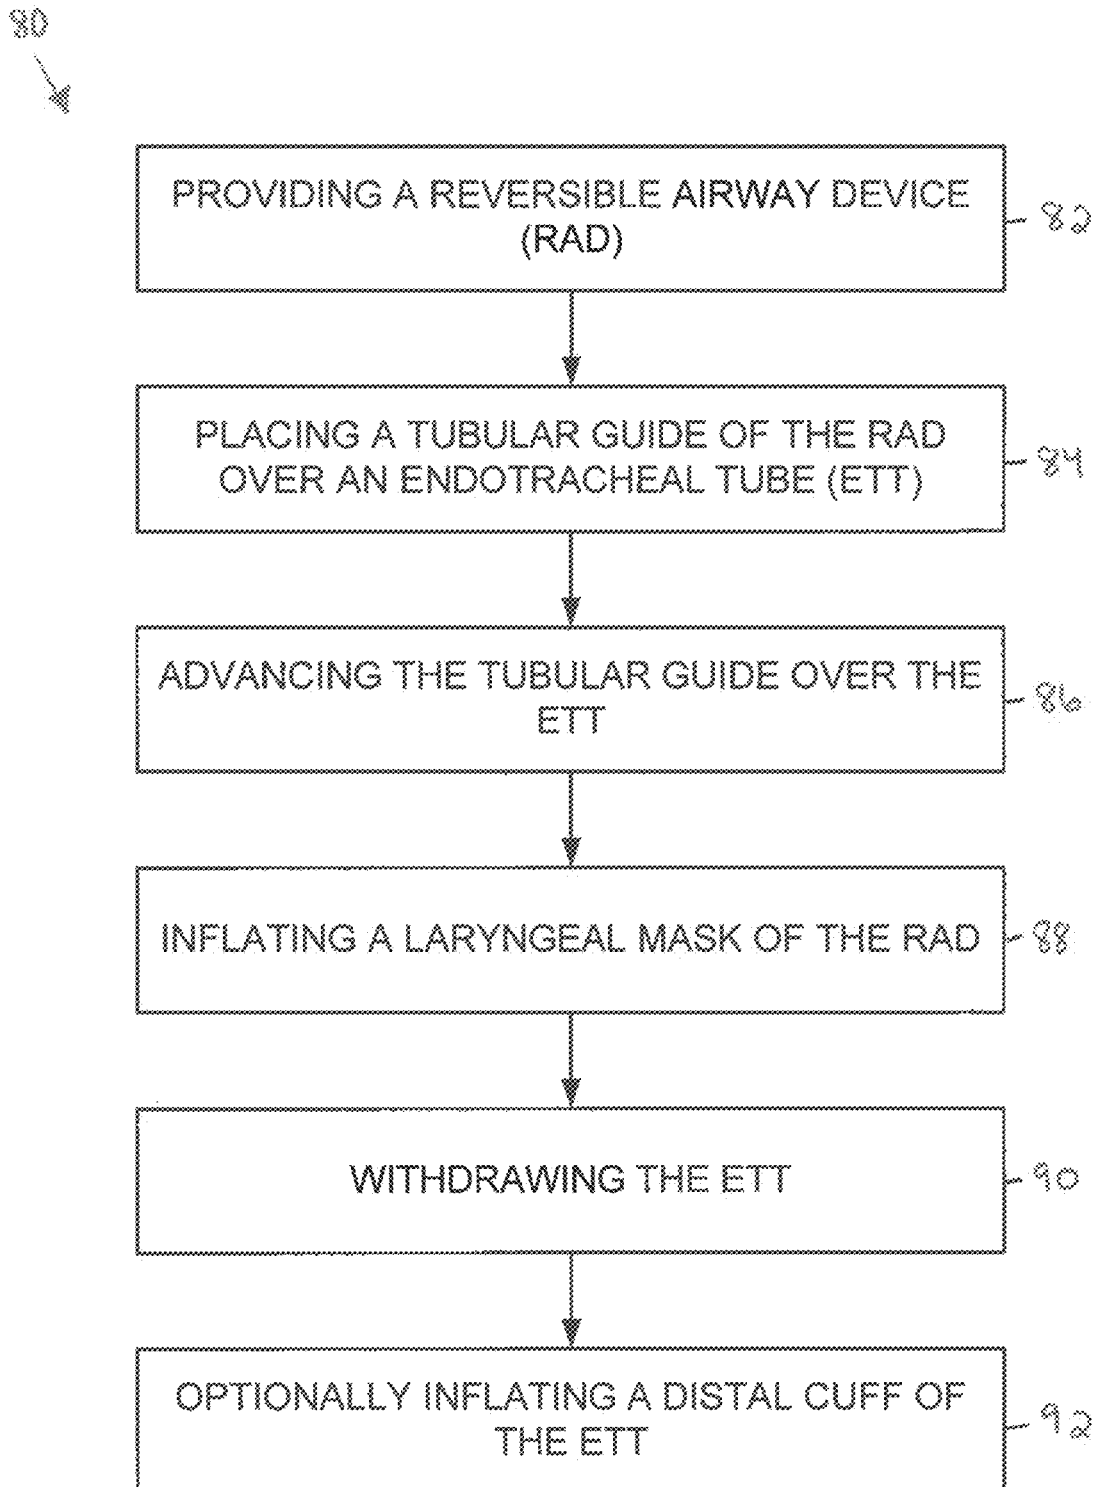 80
PROVIDING A REVERSIBLE AIRWAY DEVICE
(RAD)
82
PLACING A TUBULAR GUIDE OF THE RAD
OVER AN ENDOTRACHEAL TUBE (ETT)
84
ADVANCING THE TUBULAR GUIDE OVER THE
ETT
86
INFLATING A LARYNGEAL MASK OF THE RAD
88
WITHDRAWING THE ETT
90
OPTIONALLY INFLATING A DISTAL CUFF OF
THE ETT
92